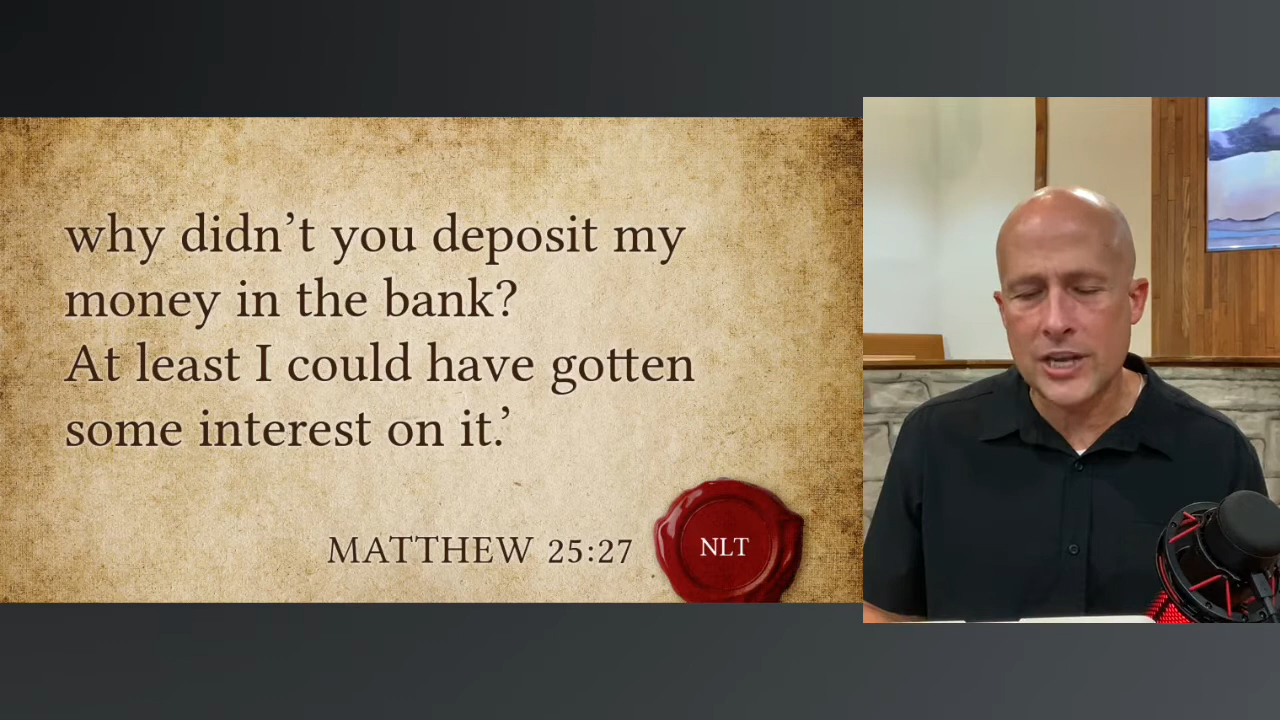 why didn’t you deposit my
money in the bank?
At least I could have gotten
some interest on it.’
MATTHEW 25:27
NLT